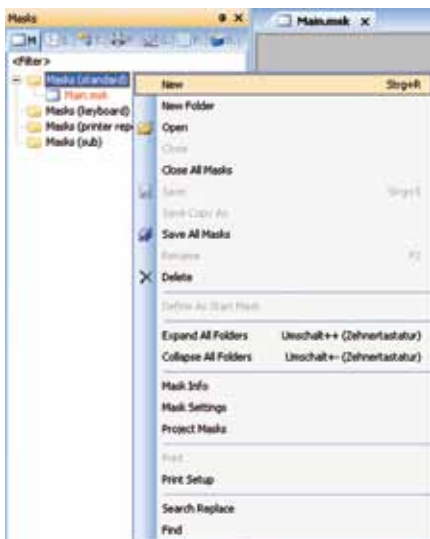 Masks
Main.msk x
<Filter>
Masks (standard)
Main.msk
Masks (keyboard)
Masks (printer rep
Masks (sub)
New Strg+R
New Folder
Open
Close
Close All Masks
Save Strg+S
Save Copy As
Save All Masks
Rename F2
Delete
Define As Start Mask
Expand All Folders Umschalt++ (Zehnertastatur)
Collapse All Folders Umschalt+- (Zehnertastatur)
Mask Info
Mask Settings
Project Masks
Print
Print Setup
Search Replace
Find